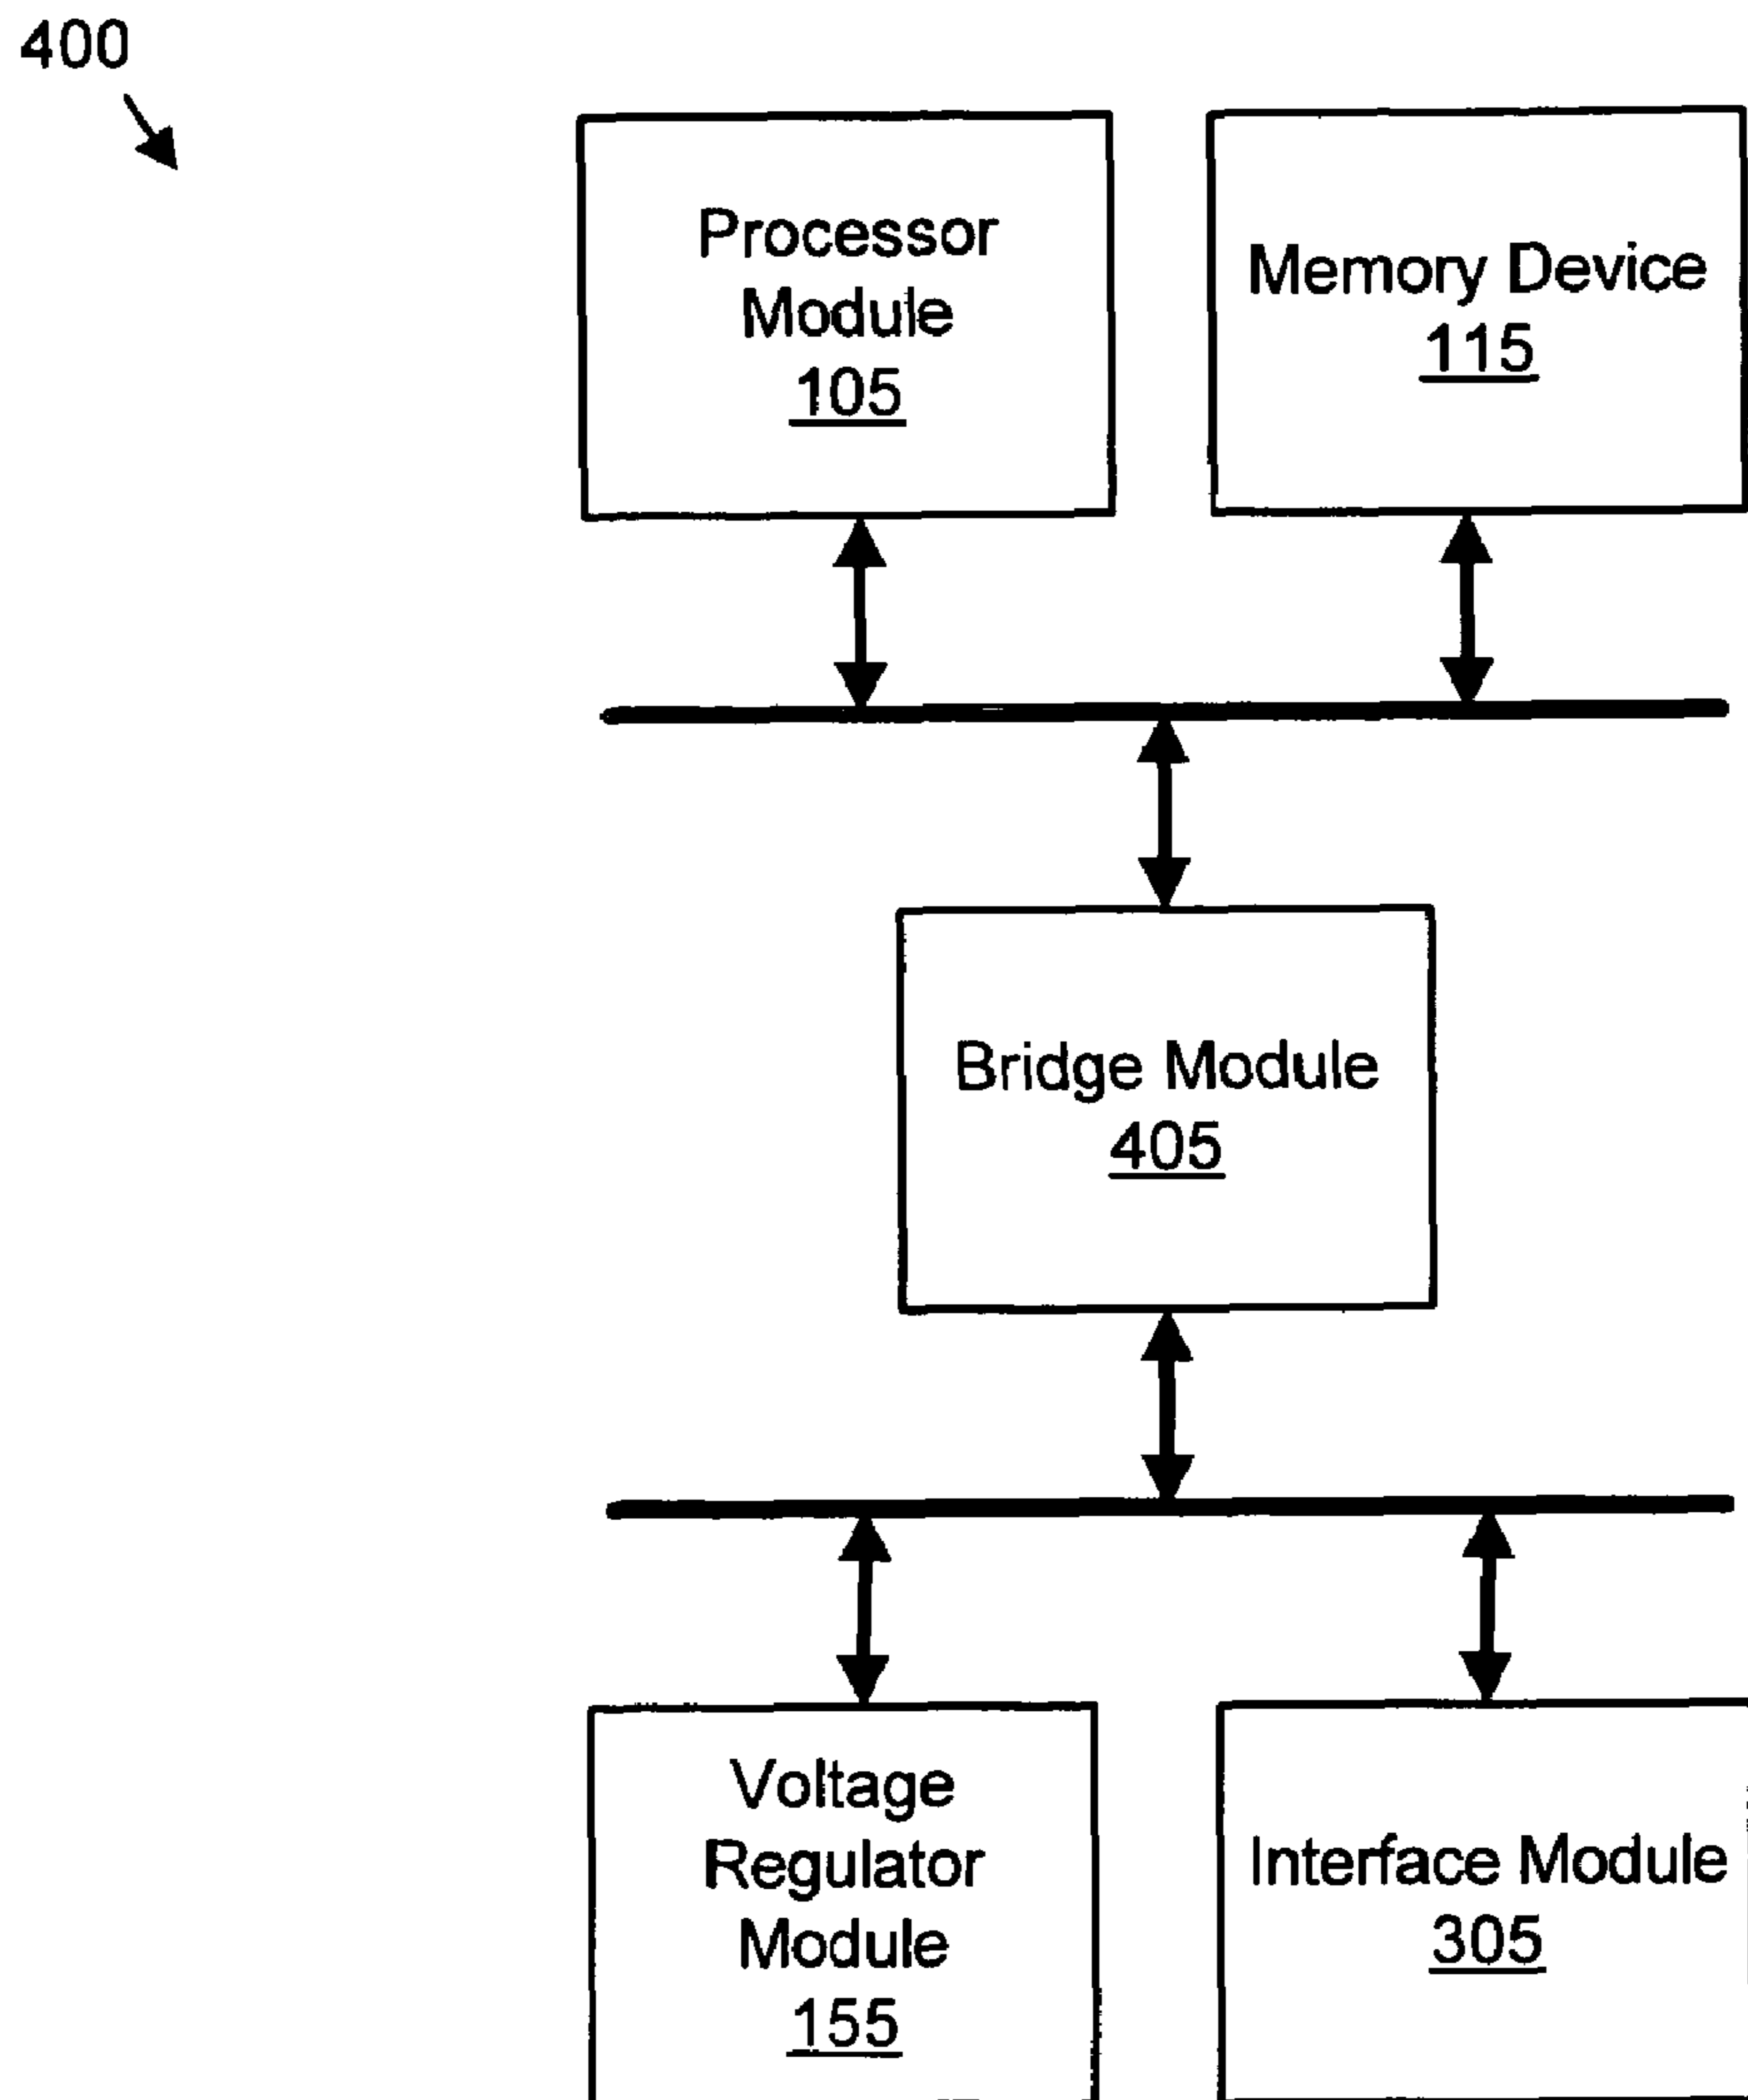 400
Processor
Module
105
Memory Device
115
Bridge Module
405
Voltage
Regulator
Module
155
Interface Module
305